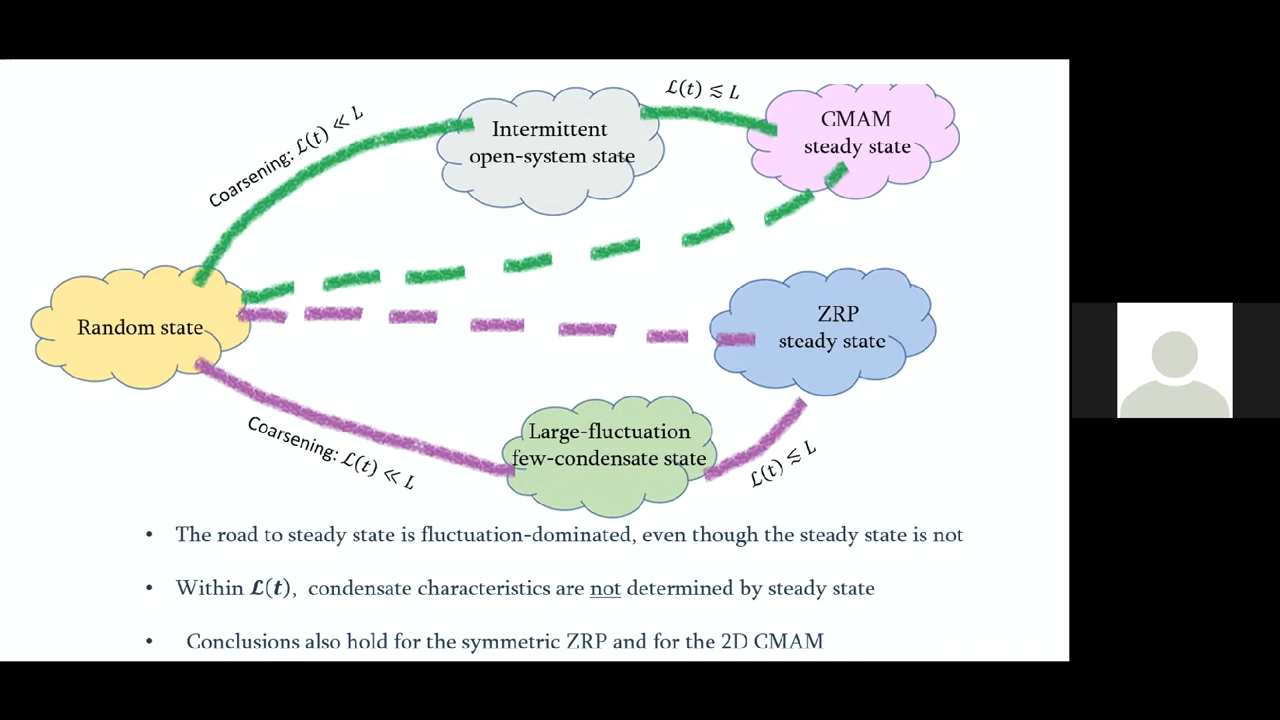 Coarsening: ℒ(t) ≪ L
Intermittent
open-system state
ℒ(t) ≲ L
CMAM
steady state
Random state
ZRP
steady state
Coarsening: ℒ(t) ≪ L
Large-fluctuation
few-condensate state
ℒ(t) ≲ L
• The road to steady state is fluctuation-dominated, even though the steady state is not
• Within ℒ(t), condensate characteristics are not determined by steady state
• Conclusions also hold for the symmetric ZRP and for the 2D CMAM